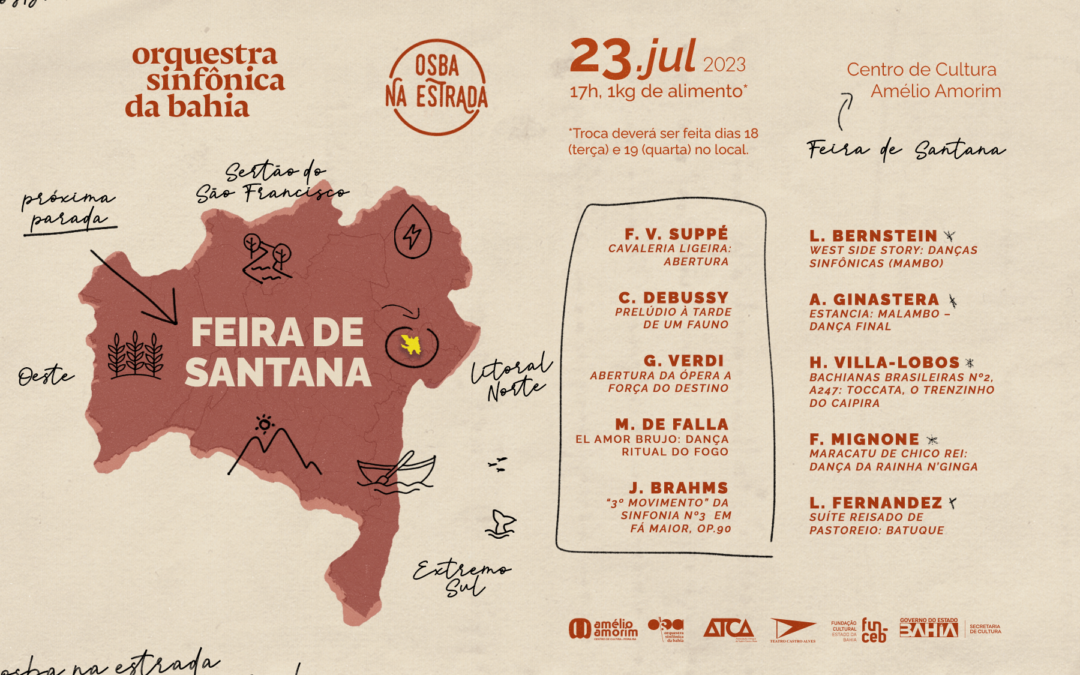 orquestra
sinfônica
da bahia
OSBA
NA ESTRADA
23.jul 2023
17h, 1kg de alimento*
*Troca deverá ser feita dias 18
(terça) e 19 (quarta) no local.
Centro de Cultura
Amélio Amorim
Feira de Santana
próxima
parada
Sertão do
São Francisco
FEIRA DE
SANTANA
Oeste
Litoral
Norte
Extremo
Sul
F. V. SUPPÉ
CAVALERIA LIGEIRA:
ABERTURA
C. DEBUSSY
PRELÚDIO À TARDE
DE UM FAUNO
G. VERDI
ABERTURA DA ÓPERA A
FORÇA DO DESTINO
M. DE FALLA
EL AMOR BRUJO: DANÇA
RITUAL DO FOGO
J. BRAHMS
"3º MOVIMENTO" DA
SINFONIA Nº3 EM
FÁ MAIOR, OP.90
L. BERNSTEIN
WEST SIDE STORY: DANÇAS
SINFÔNICAS (MAMBO)
A. GINASTERA
ESTANCIA: MALAMBO –
DANÇA FINAL
H. VILLA-LOBOS
BACHIANAS BRASILEIRAS Nº2,
A247: TOCCATA, O TRENZINHO
DO CAIPIRA
F. MIGNONE
MARACATU DE CHICO REI:
DANÇA DA RAINHA N'GINGA
L. FERNANDEZ
SUÍTE REISADO DE
PASTOREIO: BATUQUE
amélio
amorim
osba
orquestra
sinfônica
da bahia
ATCA
TEATRO CASTRO ALVES
FUNDAÇÃO
CULTURAL
ESTADO DA
BAHIA
fun-
ceb
GOVERNO DO ESTADO
BAHIA
SECRETARIA
DE CULTURA
osba na estrada